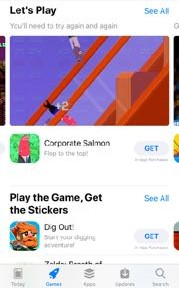 Let's Play
See All
You'll need to try again and again
Corporate Salmon
Flop to the top!
GET
In-App Purchases
Play the Game, Get
the Stickers
See All
Dig Out!
Start your digging
adventure!
GET
In-App Purchases
Zelda: Breath of
Today
Games
Apps
Updates
Search